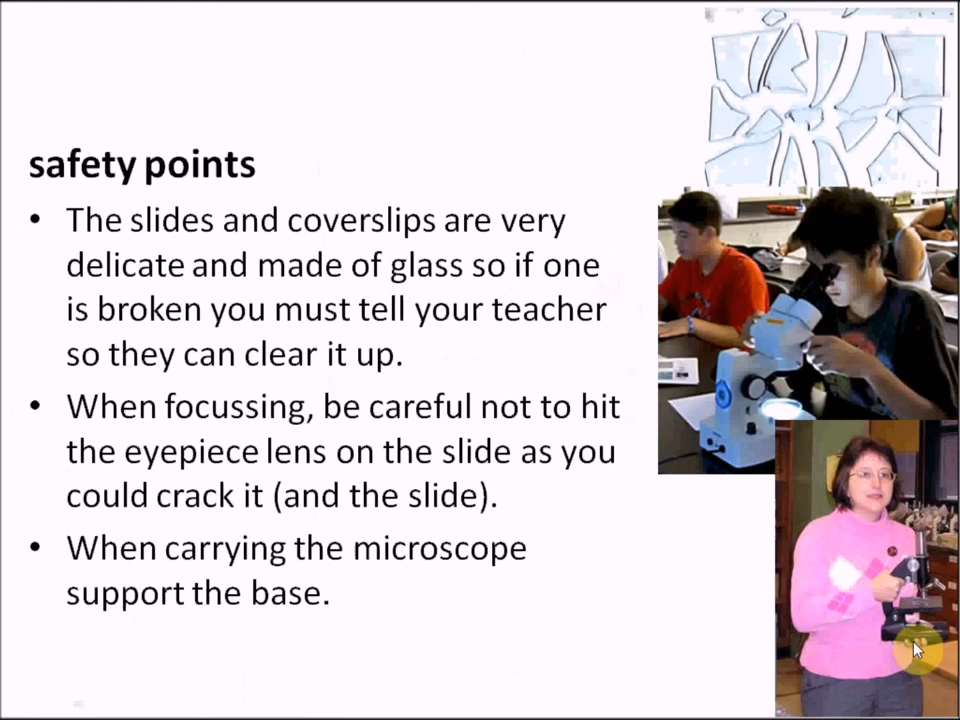 safety points
• The slides and coverslips are very
delicate and made of glass so if one
is broken you must tell your teacher
so they can clear it up.
• When focussing, be careful not to hit
the eyepiece lens on the slide as you
could crack it (and the slide).
• When carrying the microscope
support the base.